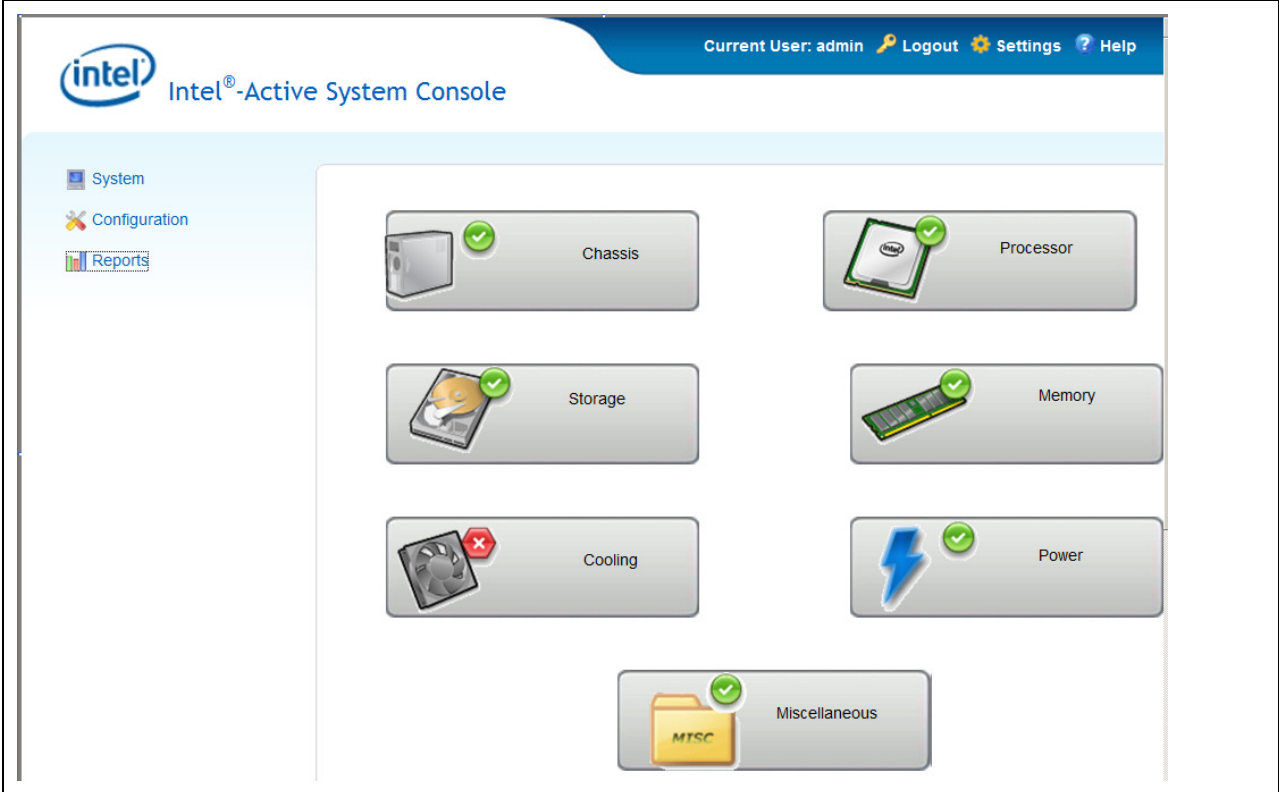 Current User: admin Logout Settings Help
intel
Intel®-Active System Console
System
Configuration
Reports
Chassis
Processor
intel
Storage
Memory
Cooling
Power
Miscellaneous
MISC